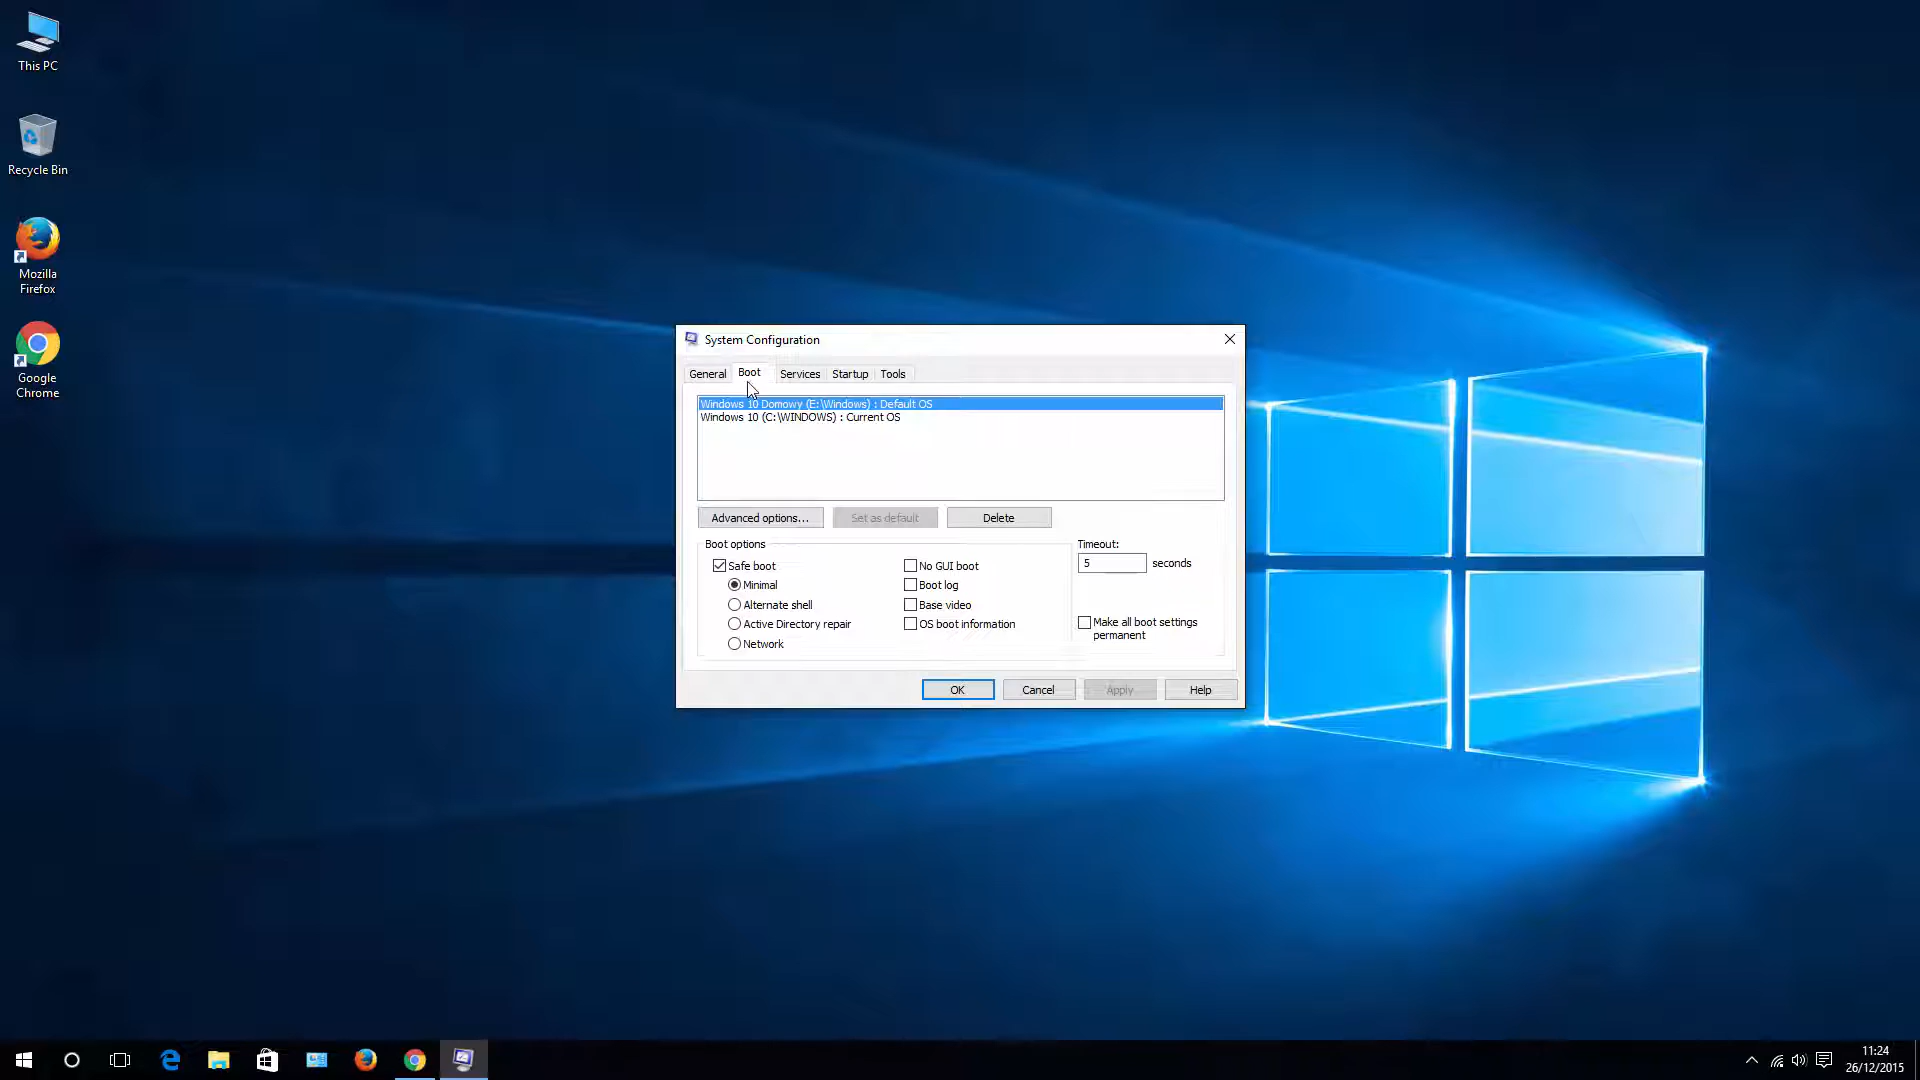 This PC
Recycle Bin
Mozilla
Firefox
Google
Chrome
System Configuration
General Boot Services Startup Tools
Windows 10 Domowy (E:\Windows) : Default OS
Windows 10 (C:\WINDOWS) : Current OS
Advanced options... Set as default Delete
Boot options
Timeout:
Safe boot
Minimal
Alternate shell
Active Directory repair
Network
No GUI boot
Boot log
Base video
OS boot information
5 seconds
Make all boot settings
permanent
OK Cancel Apply Help
11:24
26/12/2015